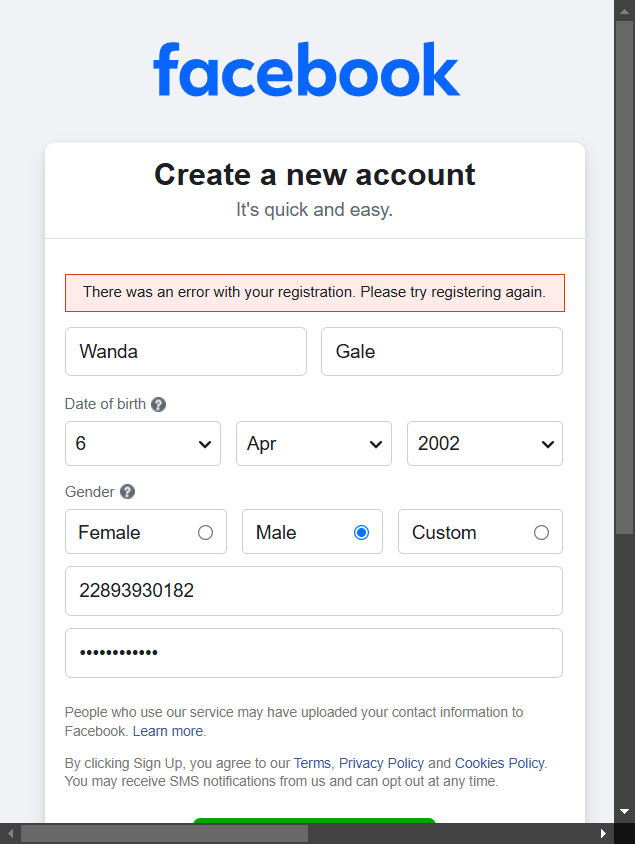 facebook
Create a new account
It's quick and easy.
There was an error with your registration. Please try registering again.
Wanda Gale
Date of birth ?
6 Apr 2002
Gender ?
Female Male Custom
22893930182
••••••••••••
People who use our service may have uploaded your contact information to
Facebook. Learn more.
By clicking Sign Up, you agree to our Terms, Privacy Policy and Cookies Policy.
You may receive SMS notifications from us and can opt out at any time.